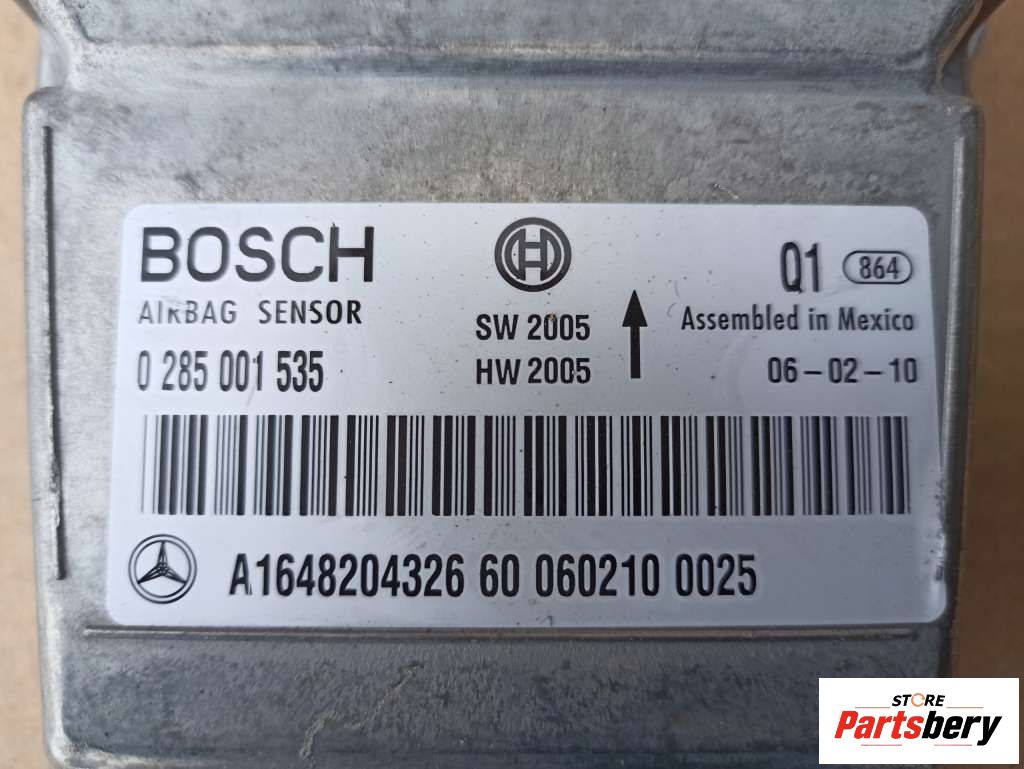 BOSCH
Q1 864
AIRBAG SENSOR
SW 2005
Assembled in Mexico
0 285 001 535
HW 2005
06-02-10
A1648204326 60 060210 0025
STORE
Partsbery